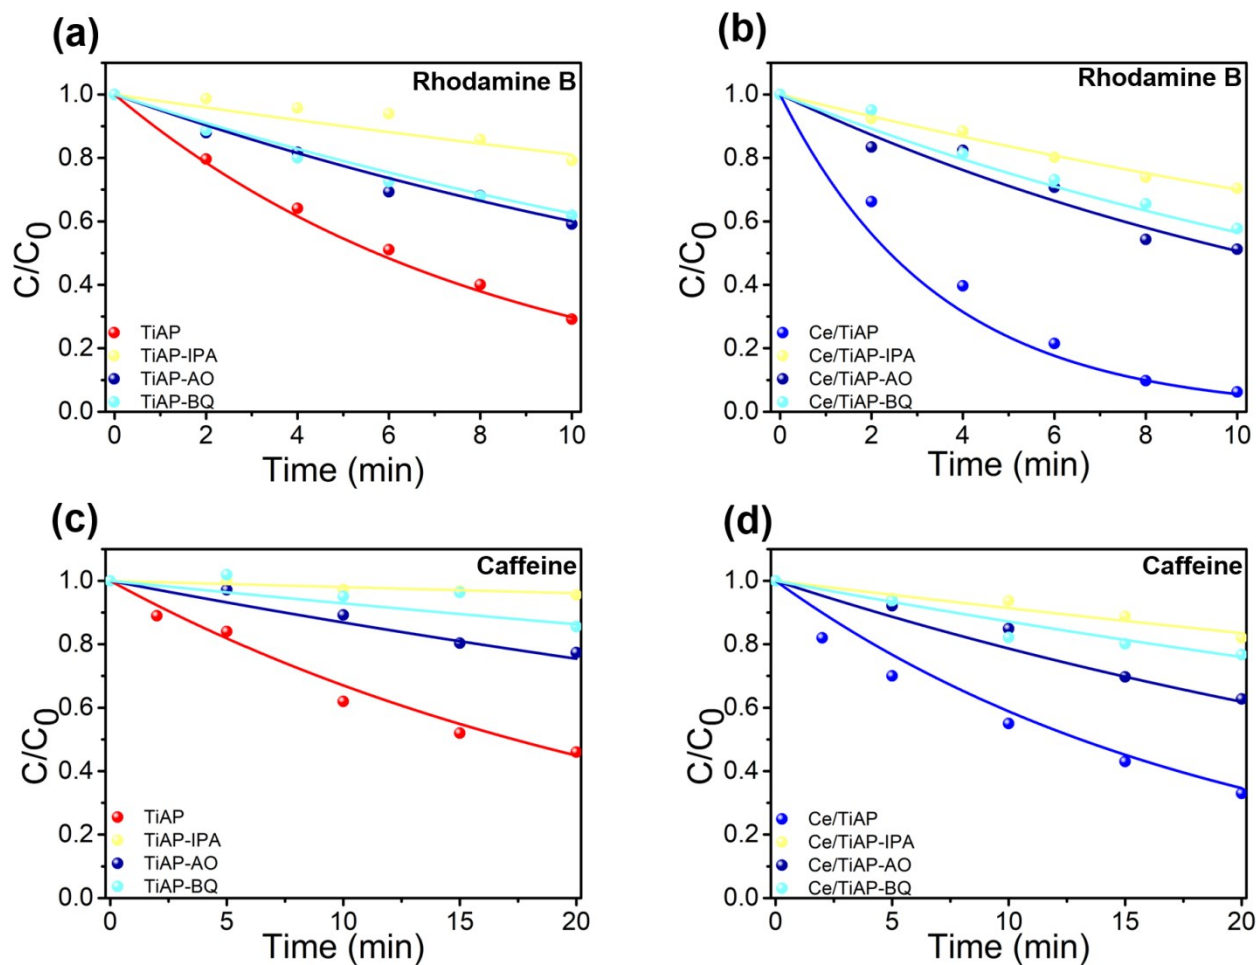 (a)
Rhodamine B
1.0
0.8
0.6
0.4
0.2
0.0
C/C0
TiAP
TiAP-IPA
TiAP-AO
TiAP-BQ
0 2 4 6 8 10
Time (min)
(b)
Rhodamine B
1.0
0.8
0.6
0.4
0.2
0.0
C/C0
Ce/TiAP
Ce/TiAP-IPA
Ce/TiAP-AO
Ce/TiAP-BQ
0 2 4 6 8 10
Time (min)
(c)
Caffeine
1.0
0.8
0.6
0.4
0.2
0.0
C/C0
TiAP
TiAP-IPA
TiAP-AO
TiAP-BQ
0 5 10 15 20
Time (min)
(d)
Caffeine
1.0
0.8
0.6
0.4
0.2
0.0
C/C0
Ce/TiAP
Ce/TiAP-IPA
Ce/TiAP-AO
Ce/TiAP-BQ
0 5 10 15 20
Time (min)